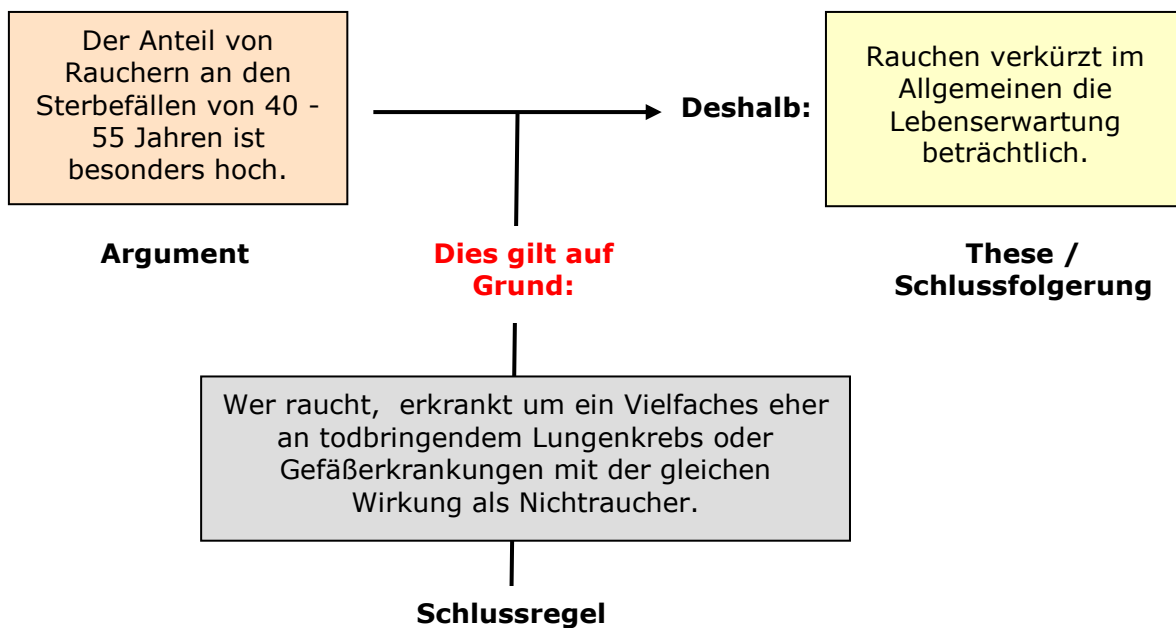 Der Anteil von
Rauchern an den
Sterbefällen von 40 -
55 Jahren ist
besonders hoch.
Deshalb:
Rauchen verkürzt im
Allgemeinen die
Lebenserwartung
beträchtlich.
Argument
Dies gilt auf
Grund:
These /
Schlussfolgerung
Wer raucht, erkrankt um ein Vielfaches eher
an todbringendem Lungenkrebs oder
Gefäßerkrankungen mit der gleichen
Wirkung als Nichtraucher.
Schlussregel